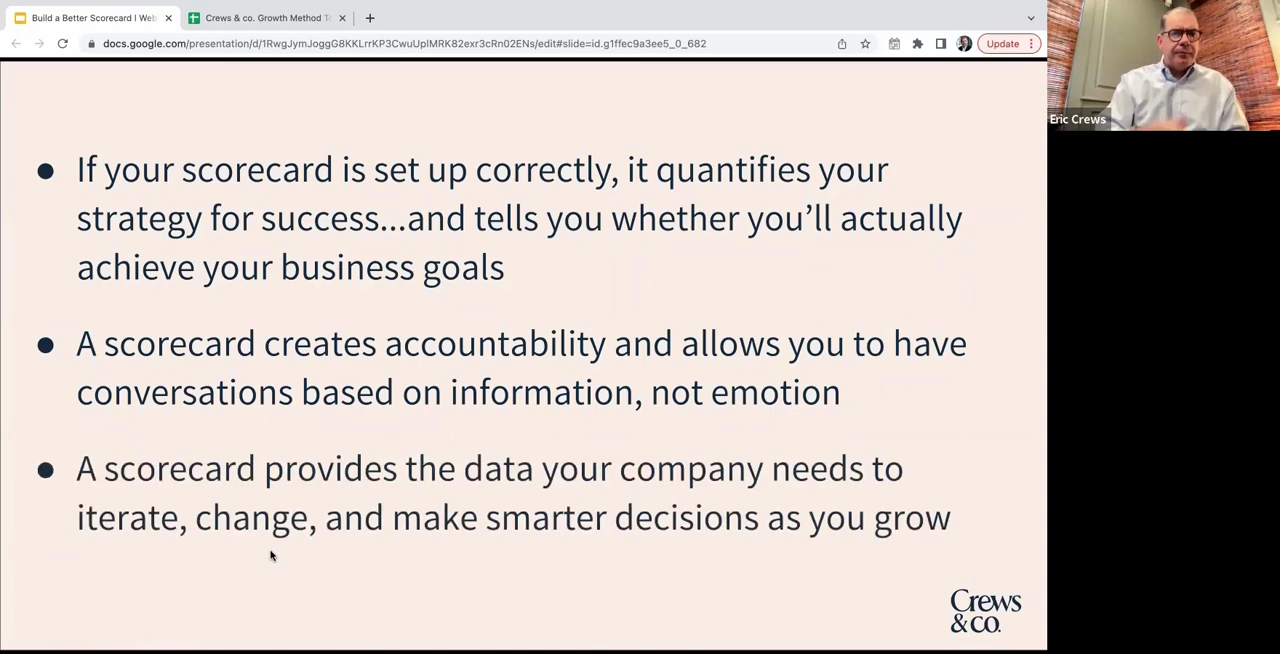 Build a Better Scorecard I Web
Crews & co. Growth Method T
docs.google.com/presentation/d/1RwgJymJoggG8KKLrrKP3CwuUplMRK82exr3cRn02ENs/edit#slide=id.g1ffec9a3ee5_0_682
Update
Eric Crews
● If your scorecard is set up correctly, it quantifies your
strategy for success...and tells you whether you’ll actually
achieve your business goals
● A scorecard creates accountability and allows you to have
conversations based on information, not emotion
● A scorecard provides the data your company needs to
iterate, change, and make smarter decisions as you grow
Crews
& CO.